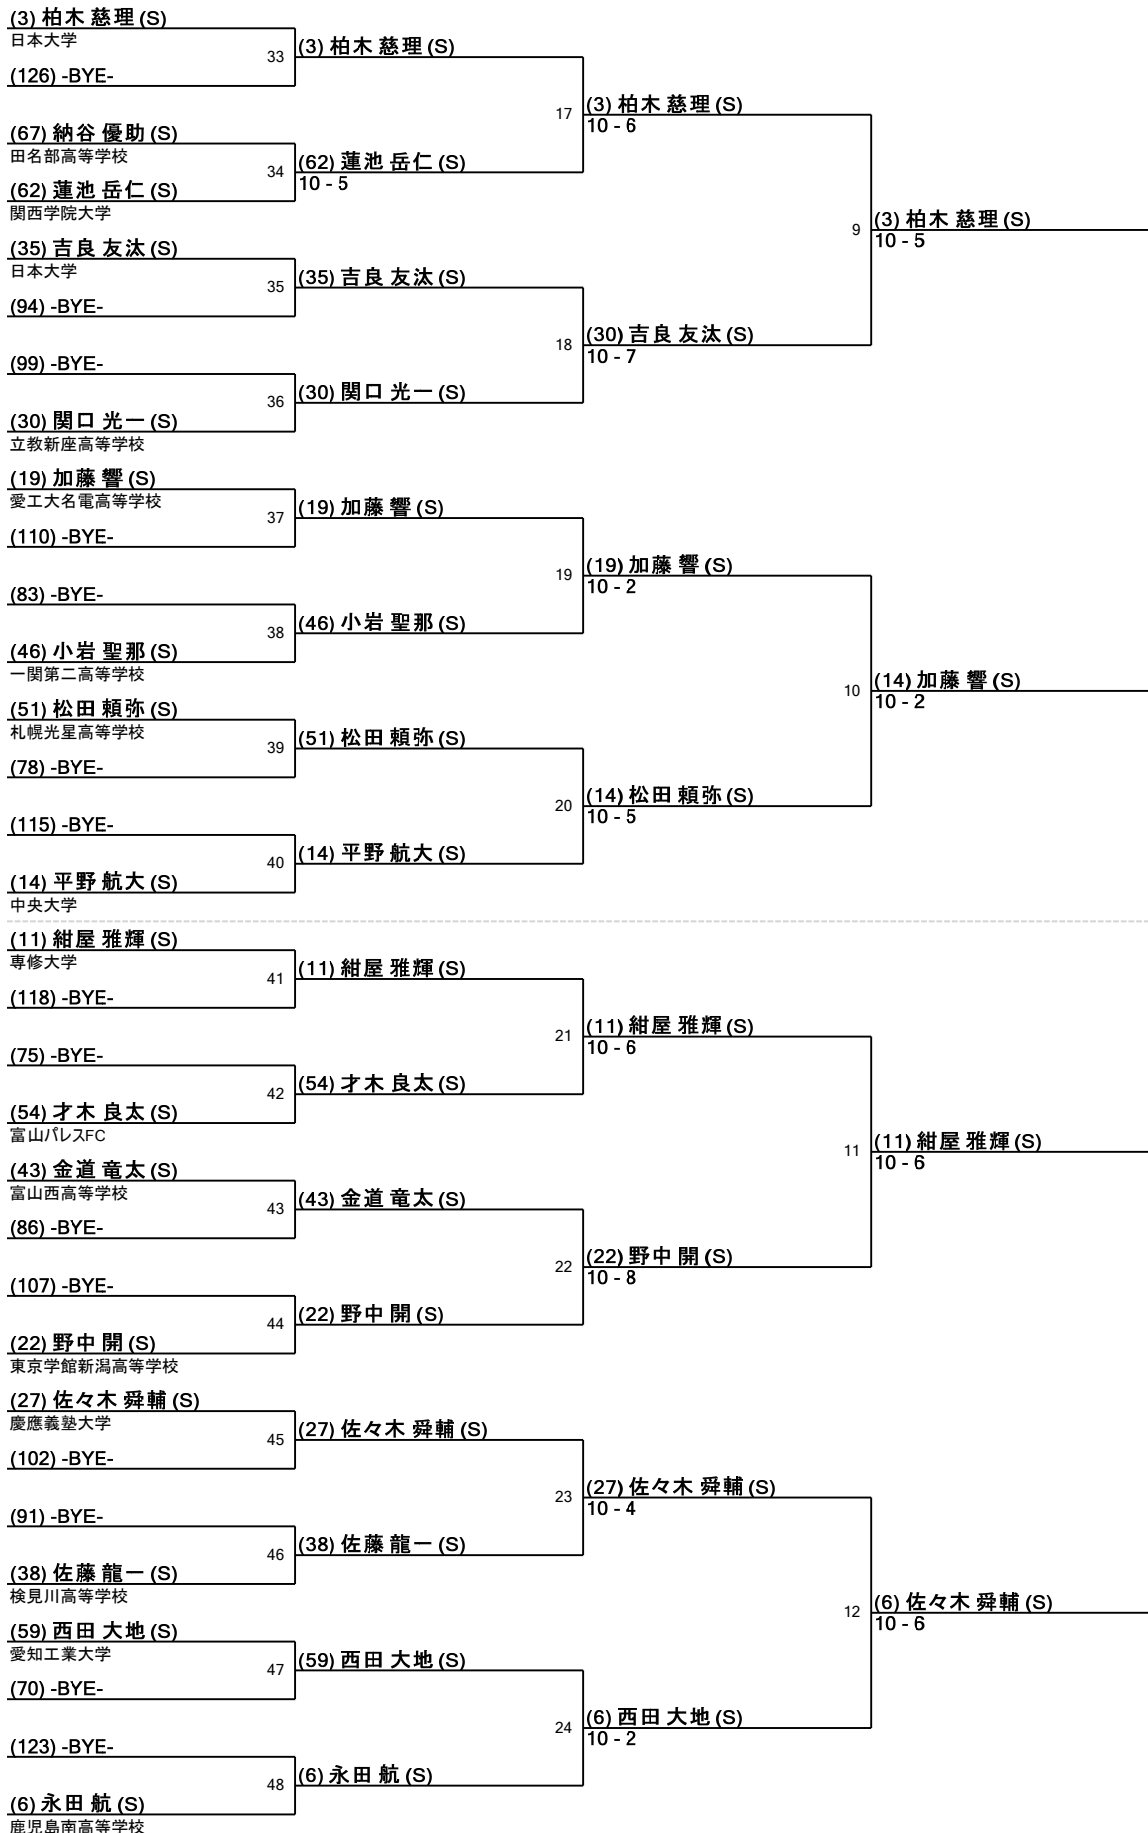 (3) 柏木 慈理 (S)
日本大学
33
(3) 柏木 慈理 (S)
(126) -BYE-
17
(3) 柏木 慈理 (S)
10 - 6
(67) 納谷 優助 (S)
田名部高等学校
34
(62) 蓮池 岳仁 (S)
10 - 5
(62) 蓮池 岳仁 (S)
関西学院大学
9
(3) 柏木 慈理 (S)
10 - 5
(35) 吉良 友汰 (S)
日本大学
35
(35) 吉良 友汰 (S)
(94) -BYE-
18
(30) 吉良 友汰 (S)
10 - 7
(99) -BYE-
36
(30) 関口 光一 (S)
(30) 関口 光一 (S)
立教新座高等学校
(19) 加藤 響 (S)
愛工大名電高等学校
37
(19) 加藤 響 (S)
(110) -BYE-
19
(19) 加藤 響 (S)
10 - 2
(83) -BYE-
38
(46) 小岩 聖那 (S)
(46) 小岩 聖那 (S)
一関第二高等学校
10
(14) 加藤 響 (S)
10 - 2
(51) 松田 頼弥 (S)
札幌光星高等学校
39
(51) 松田 頼弥 (S)
(78) -BYE-
20
(14) 松田 頼弥 (S)
10 - 5
(115) -BYE-
40
(14) 平野 航大 (S)
(14) 平野 航大 (S)
中央大学
(11) 紺屋 雅輝 (S)
専修大学
41
(11) 紺屋 雅輝 (S)
(118) -BYE-
21
(11) 紺屋 雅輝 (S)
10 - 6
(75) -BYE-
42
(54) 才木 良太 (S)
(54) 才木 良太 (S)
富山パレスFC
11
(11) 紺屋 雅輝 (S)
10 - 6
(43) 金道 竜太 (S)
富山西高等学校
43
(43) 金道 竜太 (S)
(86) -BYE-
22
(22) 野中 開 (S)
10 - 8
(107) -BYE-
44
(22) 野中 開 (S)
(22) 野中 開 (S)
東京学館新潟高等学校
(27) 佐々木 舜輔 (S)
慶應義塾大学
45
(27) 佐々木 舜輔 (S)
(102) -BYE-
23
(27) 佐々木 舜輔 (S)
10 - 4
(91) -BYE-
46
(38) 佐藤 龍一 (S)
(38) 佐藤 龍一 (S)
検見川高等学校
12
(6) 佐々木 舜輔 (S)
10 - 6
(59) 西田 大地 (S)
愛知工業大学
47
(59) 西田 大地 (S)
(70) -BYE-
24
(6) 西田 大地 (S)
10 - 2
(123) -BYE-
48
(6) 永田 航 (S)
(6) 永田 航 (S)
鹿児島南高等学校